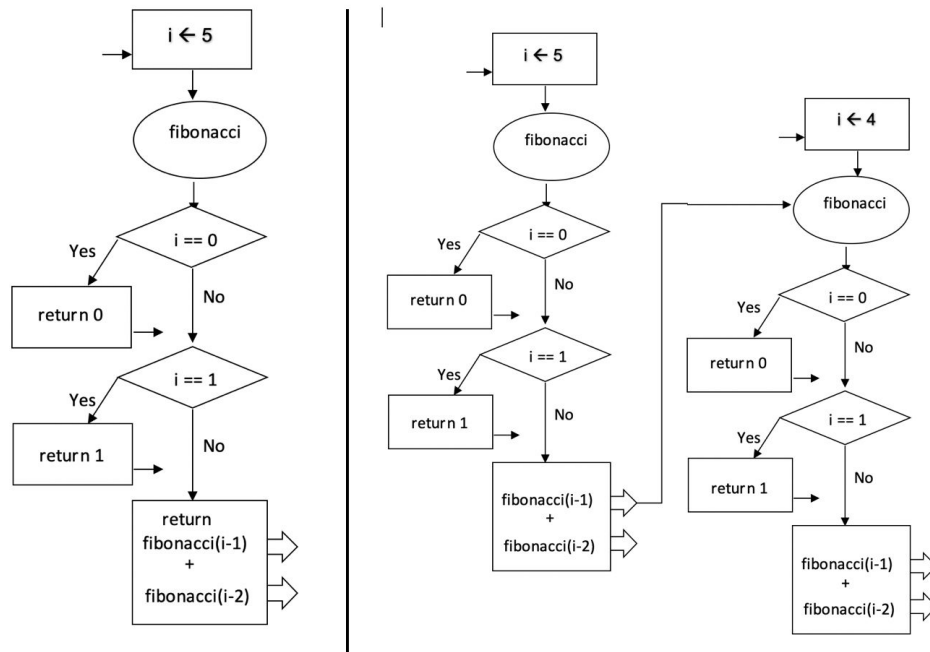 i ← 5
fibonacci
i == 0
Yes
No
return 0
i == 1
Yes
No
return 1
return
fibonacci(i-1)
+
fibonacci(i-2)
i ← 5
fibonacci
i == 0
Yes
No
return 0
i == 1
Yes
No
return 1
fibonacci(i-1)
+
fibonacci(i-2)
i ← 4
fibonacci
i == 0
Yes
No
return 0
i == 1
Yes
No
return 1
fibonacci(i-1)
+
fibonacci(i-2)